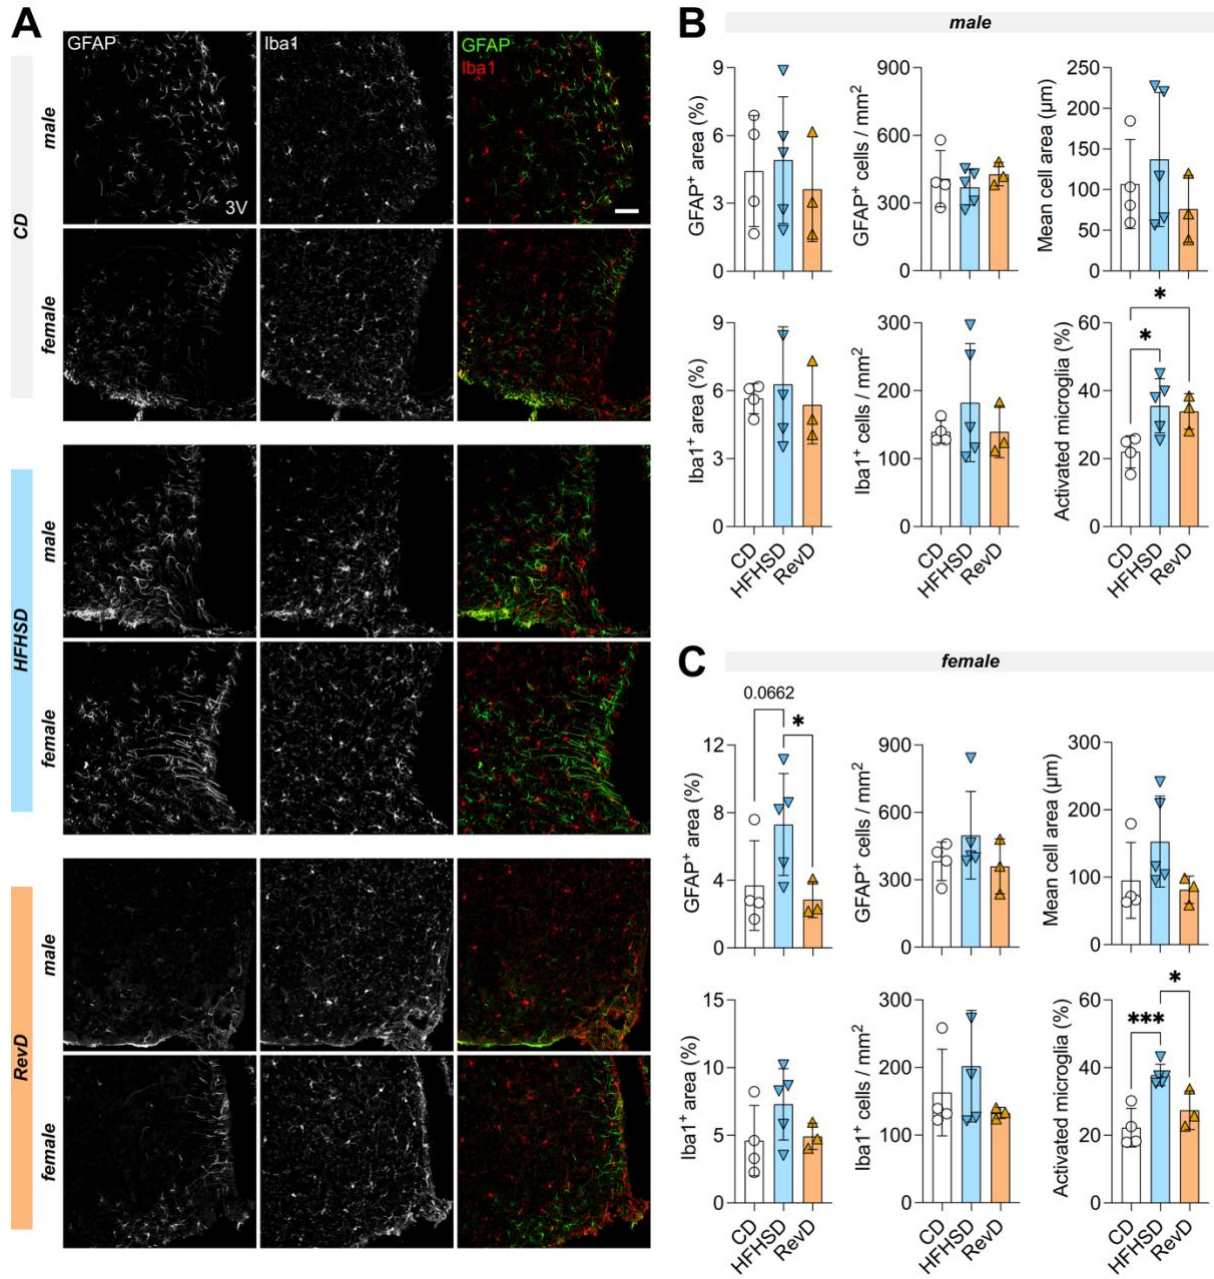 A
GFAP
Iba1
GFAP
Iba1
3V
CD
male
female
HFHSD
male
female
RevD
male
female
B
male
GFAP+ area (%)
9
6
3
0
GFAP+ cells / mm2
900
600
300
0
Mean cell area (µm)
250
200
150
100
50
0
Iba1+ area (%)
9
6
3
0
CD
HFHSD
RevD
Iba1+ cells / mm2
300
200
100
0
CD
HFHSD
RevD
Activated microglia (%)
60
40
20
0
*
*
CD
HFHSD
RevD
C
female
GFAP+ area (%)
12
8
4
0
0.0662
*
GFAP+ cells / mm2
900
600
300
0
Mean cell area (µm)
300
200
100
0
Iba1+ area (%)
15
10
5
0
CD
HFHSD
RevD
Iba1+ cells / mm2
300
200
100
0
CD
HFHSD
RevD
Activated microglia (%)
60
40
20
0
***
*
CD
HFHSD
RevD